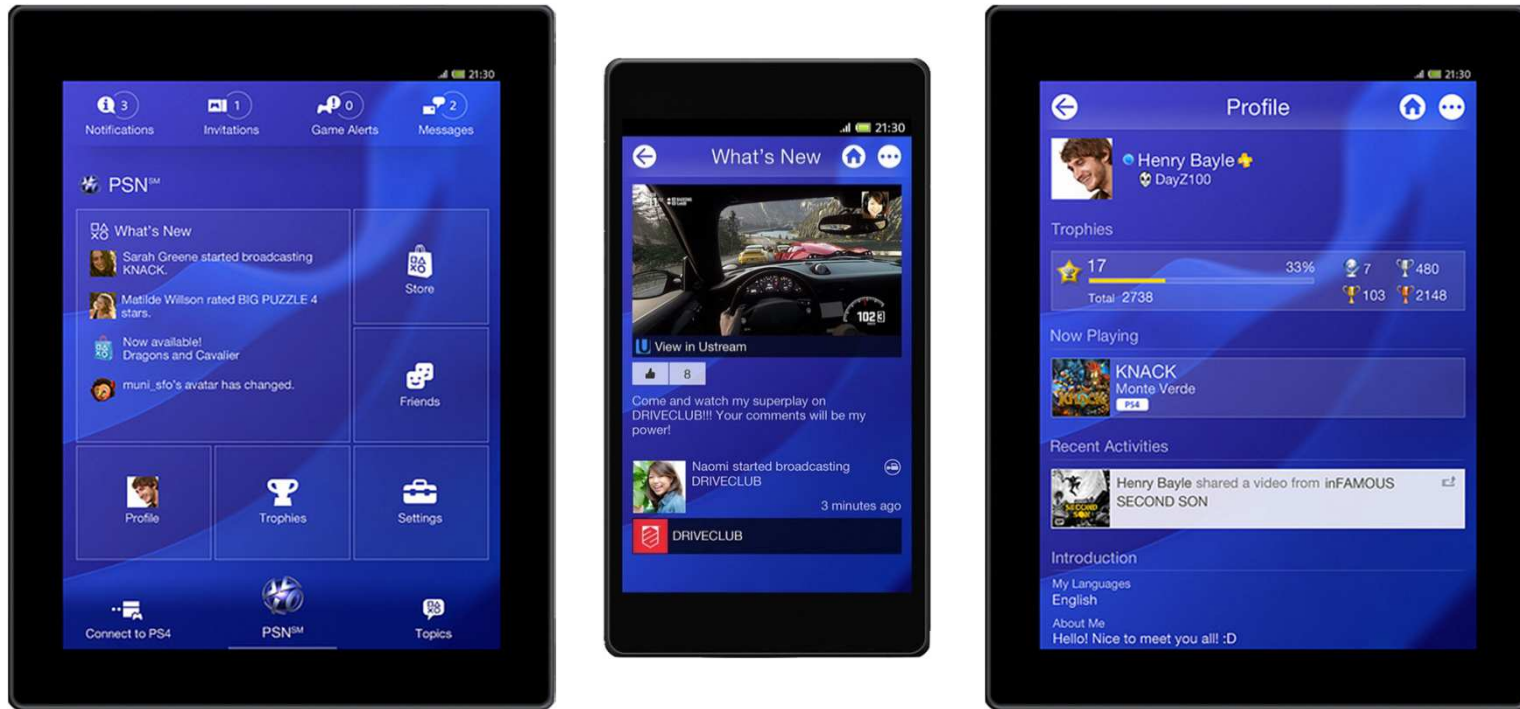 21:30
3
1
0
2
Notifications
Invitations
Game Alerts
Messages
PSN℠
What's New
Sarah Greene started broadcasting
KNACK.
Matilde Willson rated BIG PUZZLE 4
stars.
Now available!
Dragons and Cavalier
muni_sfo's avatar has changed.
Store
Friends
Profile
Trophies
Settings
Connect to PS4
PSN℠
Topics
21:30
What's New
102
View in Ustream
8
Come and watch my superplay on
DRIVECLUB!!! Your comments will be my
power!
Naomi started broadcasting
DRIVECLUB
3 minutes ago
DRIVECLUB
21:30
Profile
Henry Bayle
DayZ100
Trophies
17
33%
7
480
Total 2738
103
2148
Now Playing
KNACK
KNACK
Monte Verde
PS4
Recent Activities
Henry Bayle shared a video from inFAMOUS
SECOND SON
SECOND
SON
Introduction
My Languages
English
About Me
Hello! Nice to meet you all! :D